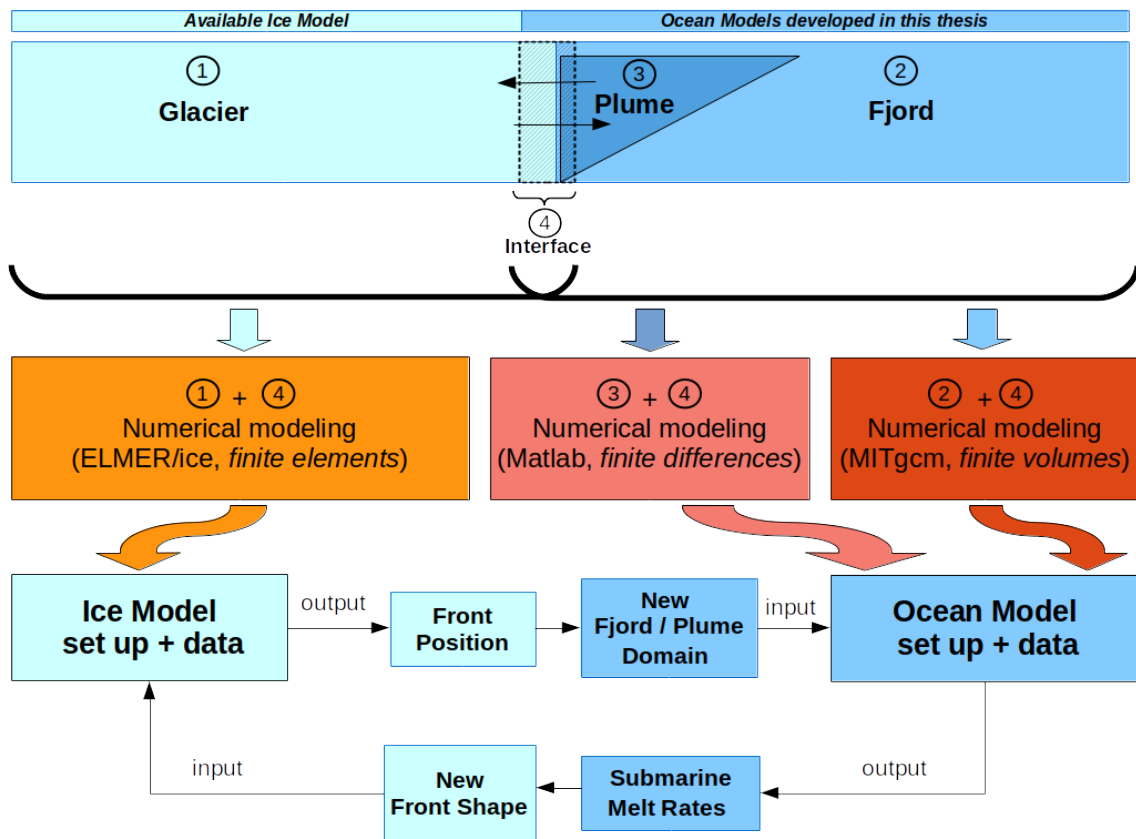 Available Ice Model
Ocean Models developed in this thesis
1
Glacier
3
Plume
2
Fjord
4
Interface
1 + 4
Numerical modeling
(ELMER/ice, finite elements)
3 + 4
Numerical modeling
(Matlab, finite differences)
2 + 4
Numerical modeling
(MITgcm, finite volumes)
Ice Model
set up + data
output
Front
Position
New
Fjord / Plume
Domain
input
Ocean Model
set up + data
input
New
Front Shape
Submarine
Melt Rates
output